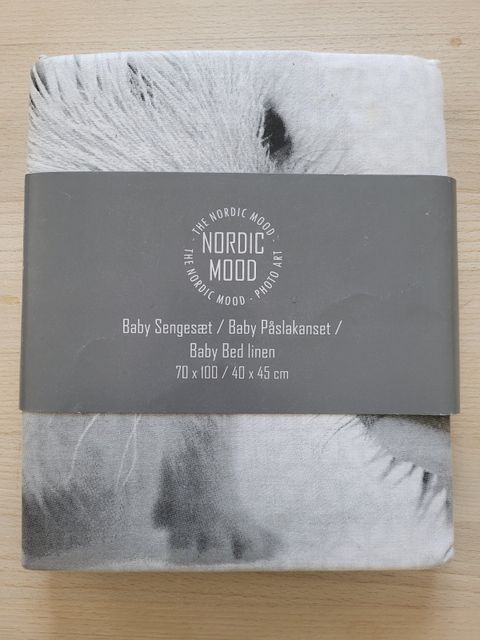 · THE NORDIC MOOD ·
NORDIC
MOOD
THE NORDIC MOOD · PHOTO ART
Baby Sengesæt / Baby Påslakanset /
Baby Bed linen
70 x 100 / 40 x 45 cm